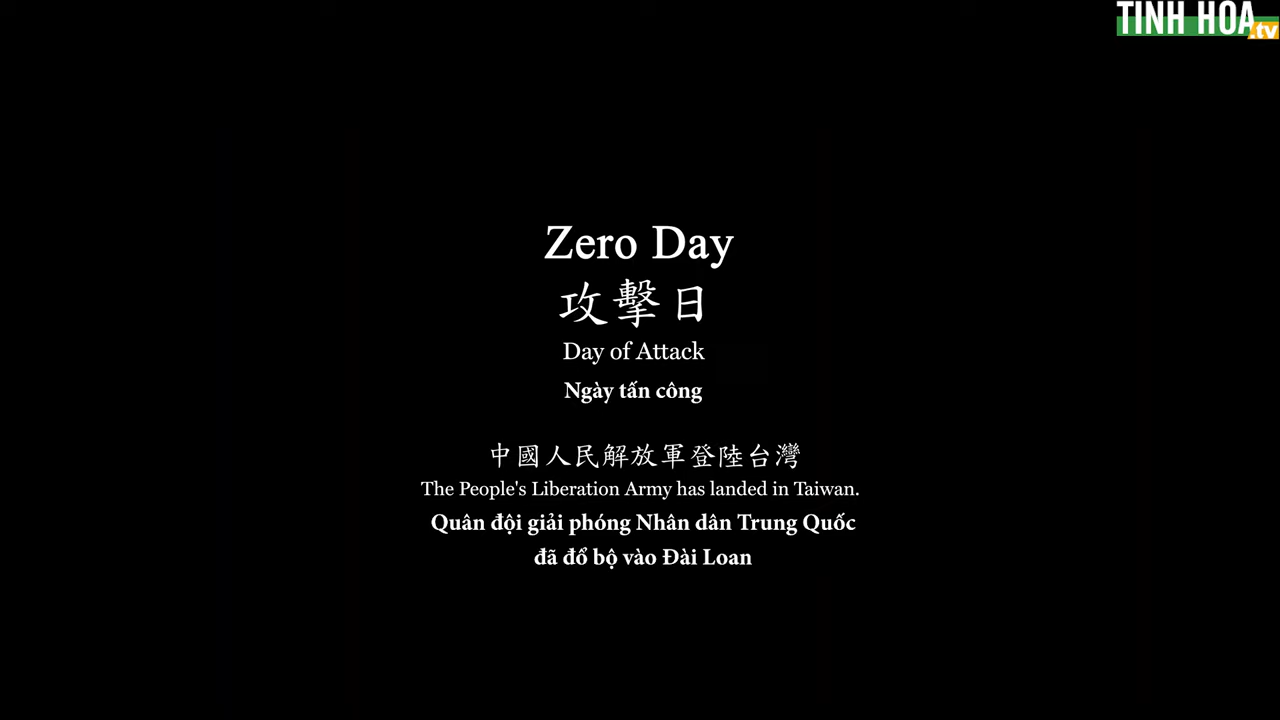 TINH HOA.tv
Zero Day
攻擊日
Day of Attack
Ngày tấn công
中國人民解放軍登陸台灣
The People's Liberation Army has landed in Taiwan.
Quân đội giải phóng Nhân dân Trung Quốc
đã đổ bộ vào Đài Loan